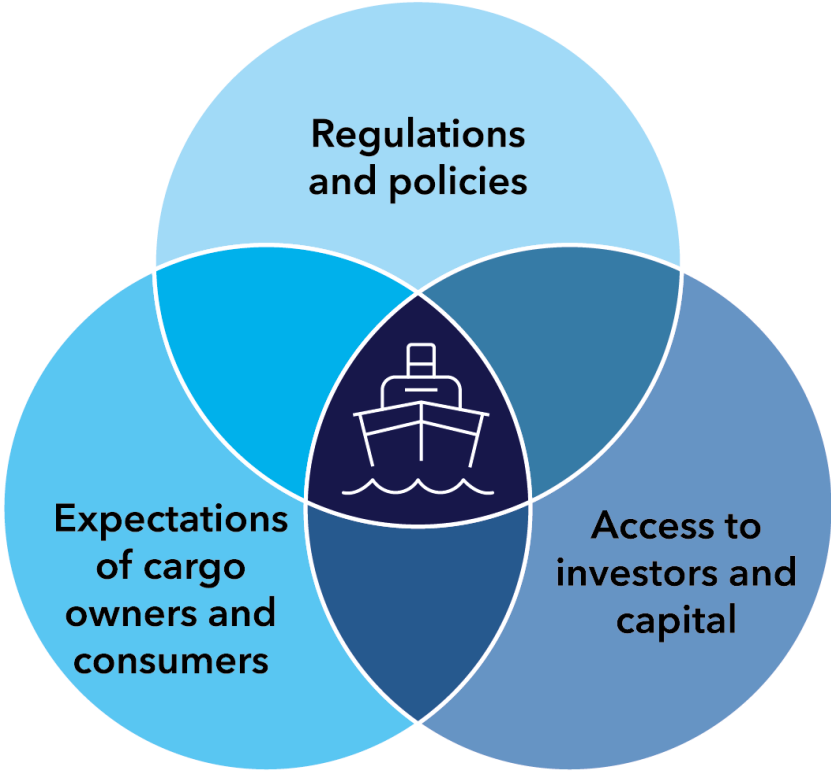 Regulations
and policies
Expectations
of cargo
owners and
consumers
Access to
investors and
capital